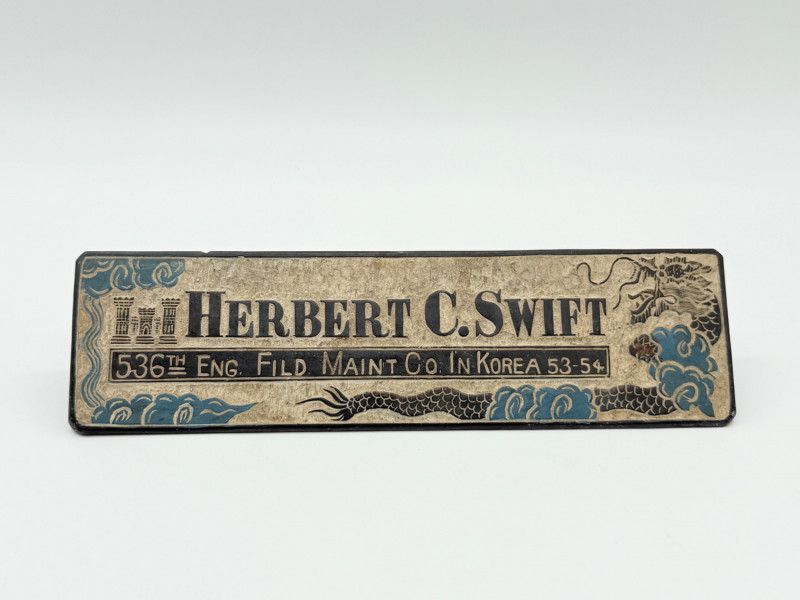 HERBERT C. SWIFT
536TH ENG. FILD. MAINT CO. IN KOREA 53-54